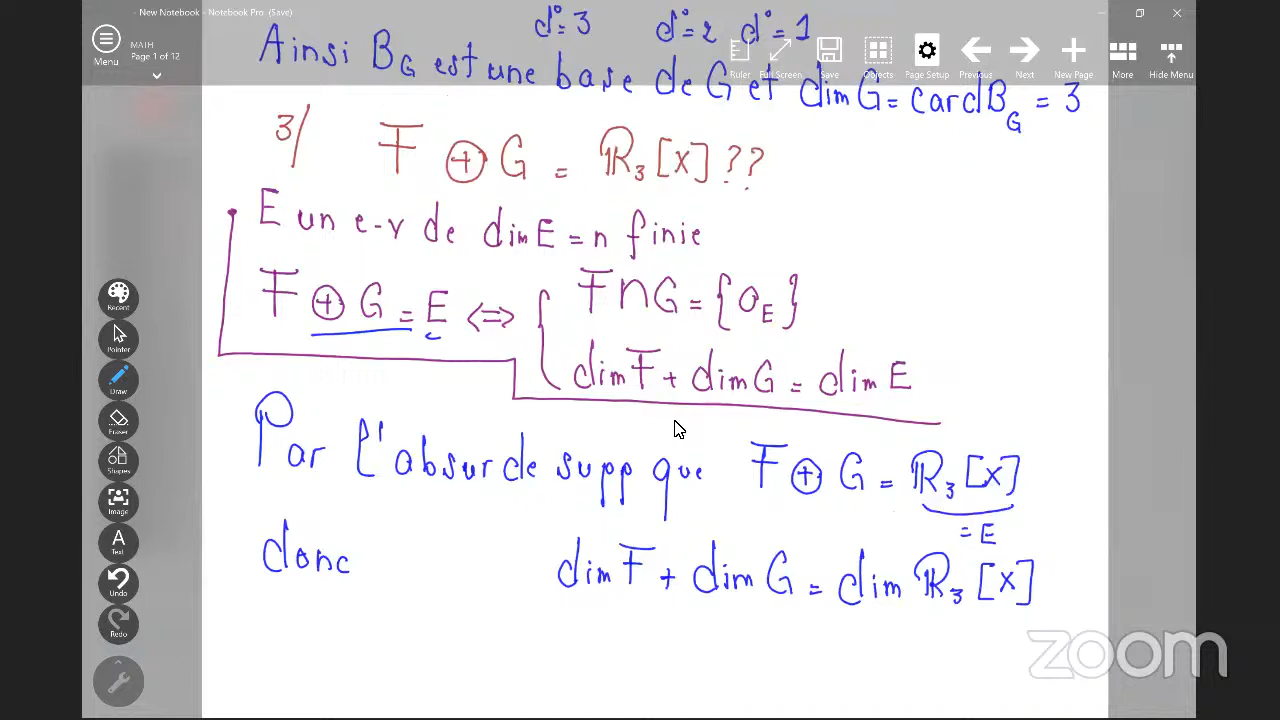 - New Notebook - Notebook Pro (Save)
Menu
MATH
Page 1 of 12
Ruler
Full Screen
Save
Objects
Page Setup
Previous
Next
New Page
More
Hide Menu
d°=3 d°=2 d°=1
Ainsi B_G est une base de G et dim G = card B_G = 3
3/ F ⊕ G = ℝ₃[X] ??
E un e-v de dim E = n finie
F ⊕ G = E ⇔ { F ∩ G = {0_E}
dim F + dim G = dim E
Par l'absurde supp que F ⊕ G = ℝ₃[X]
= E
donc dim F + dim G = dim ℝ₃[X]
Recent
Pointer
Draw
Eraser
Shapes
Image
A
Text
Undo
Redo
zoom